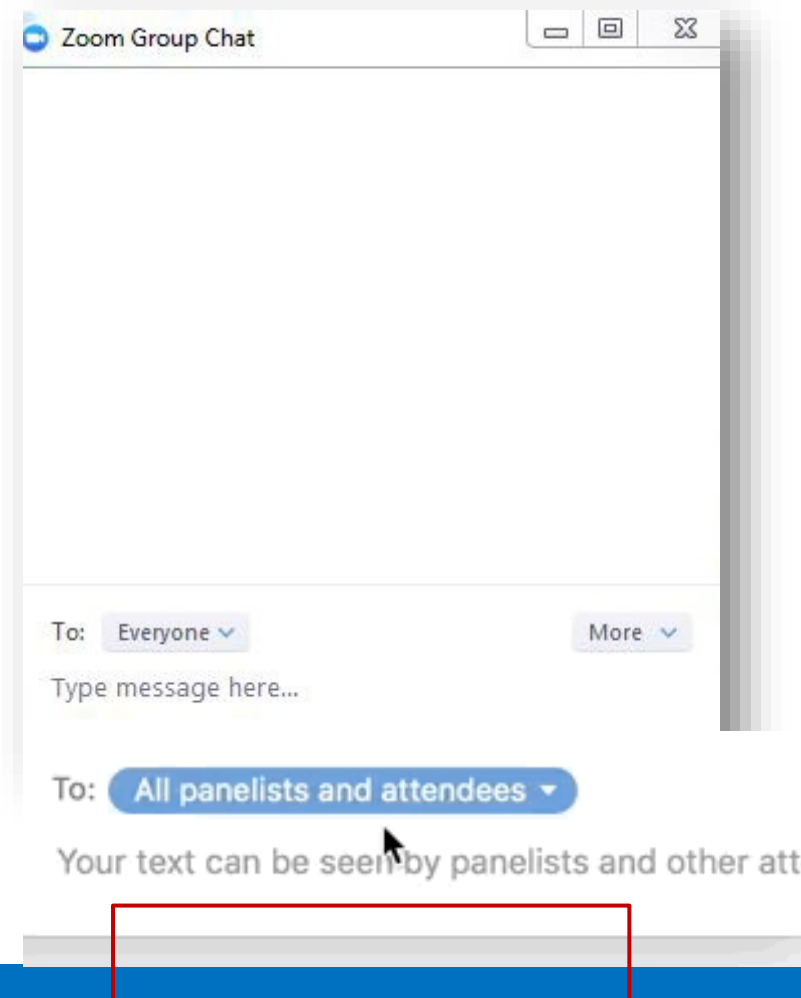 Zoom Group Chat
To: Everyone More
Type message here...
To: All panelists and attendees
Your text can be seen by panelists and other att